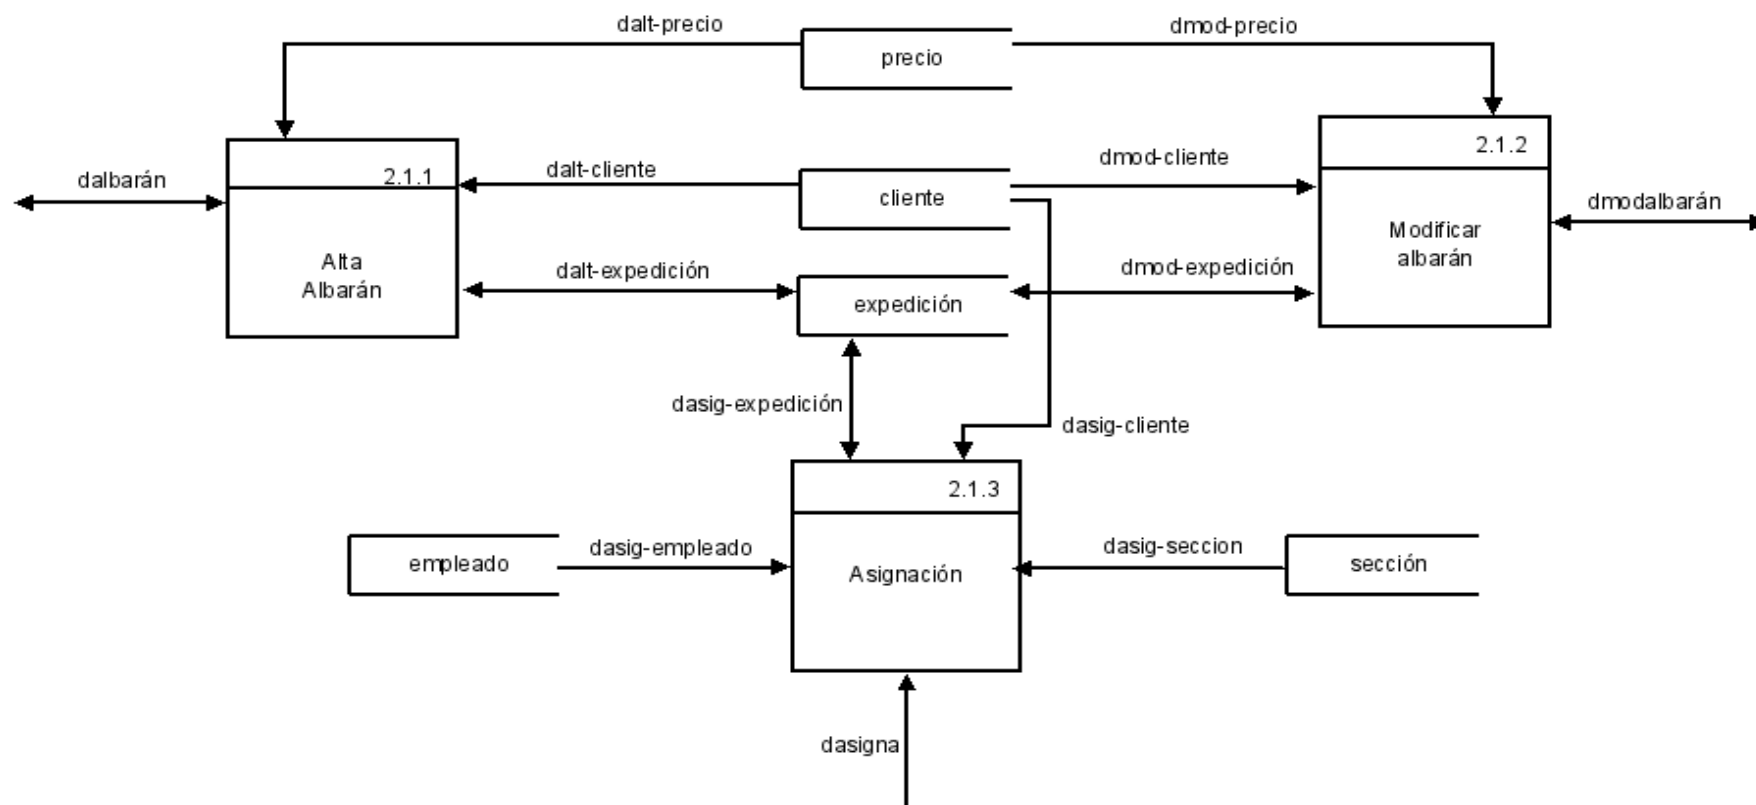 dalt-precio
dmod-precio
precio
2.1.1
2.1.2
dalbarán
dalt-cliente
cliente
dmod-cliente
dmodalbarán
Alta
Albarán
Modificar
albarán
dalt-expedición
expedición
dmod-expedición
dasig-expedición
dasig-cliente
2.1.3
empleado
dasig-empleado
Asignación
dasig-seccion
sección
dasigna